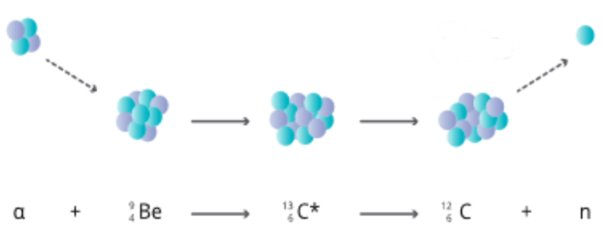 α + ⁹₄Be ⟶ ¹³₆C* ⟶ ¹²₆C + n